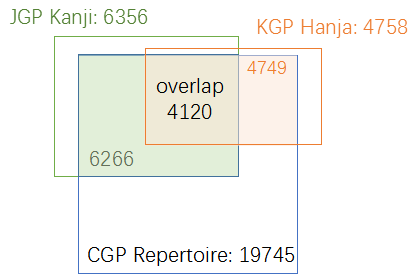 JGP Kanji: 6356
KGP Hanja: 4758
overlap
4120
4749
6266
CGP Repertoire: 19745